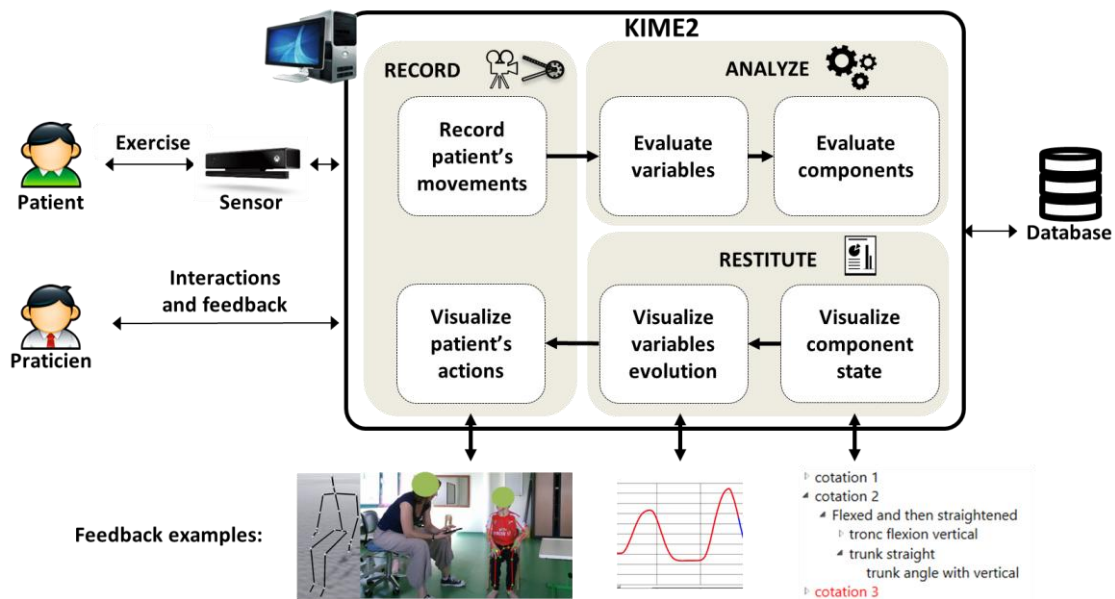 KIME2
RECORD
ANALYZE
Record
patient's
movements
Evaluate
variables
Evaluate
components
Exercise
Patient
Sensor
Database
RESTITUTE
Interactions
and feedback
Praticien
Visualize
patient's
actions
Visualize
variables
evolution
Visualize
component
state
Feedback examples:
cotation 1
cotation 2
Flexed and then straightened
tronc flexion vertical
trunk straight
trunk angle with vertical
cotation 3